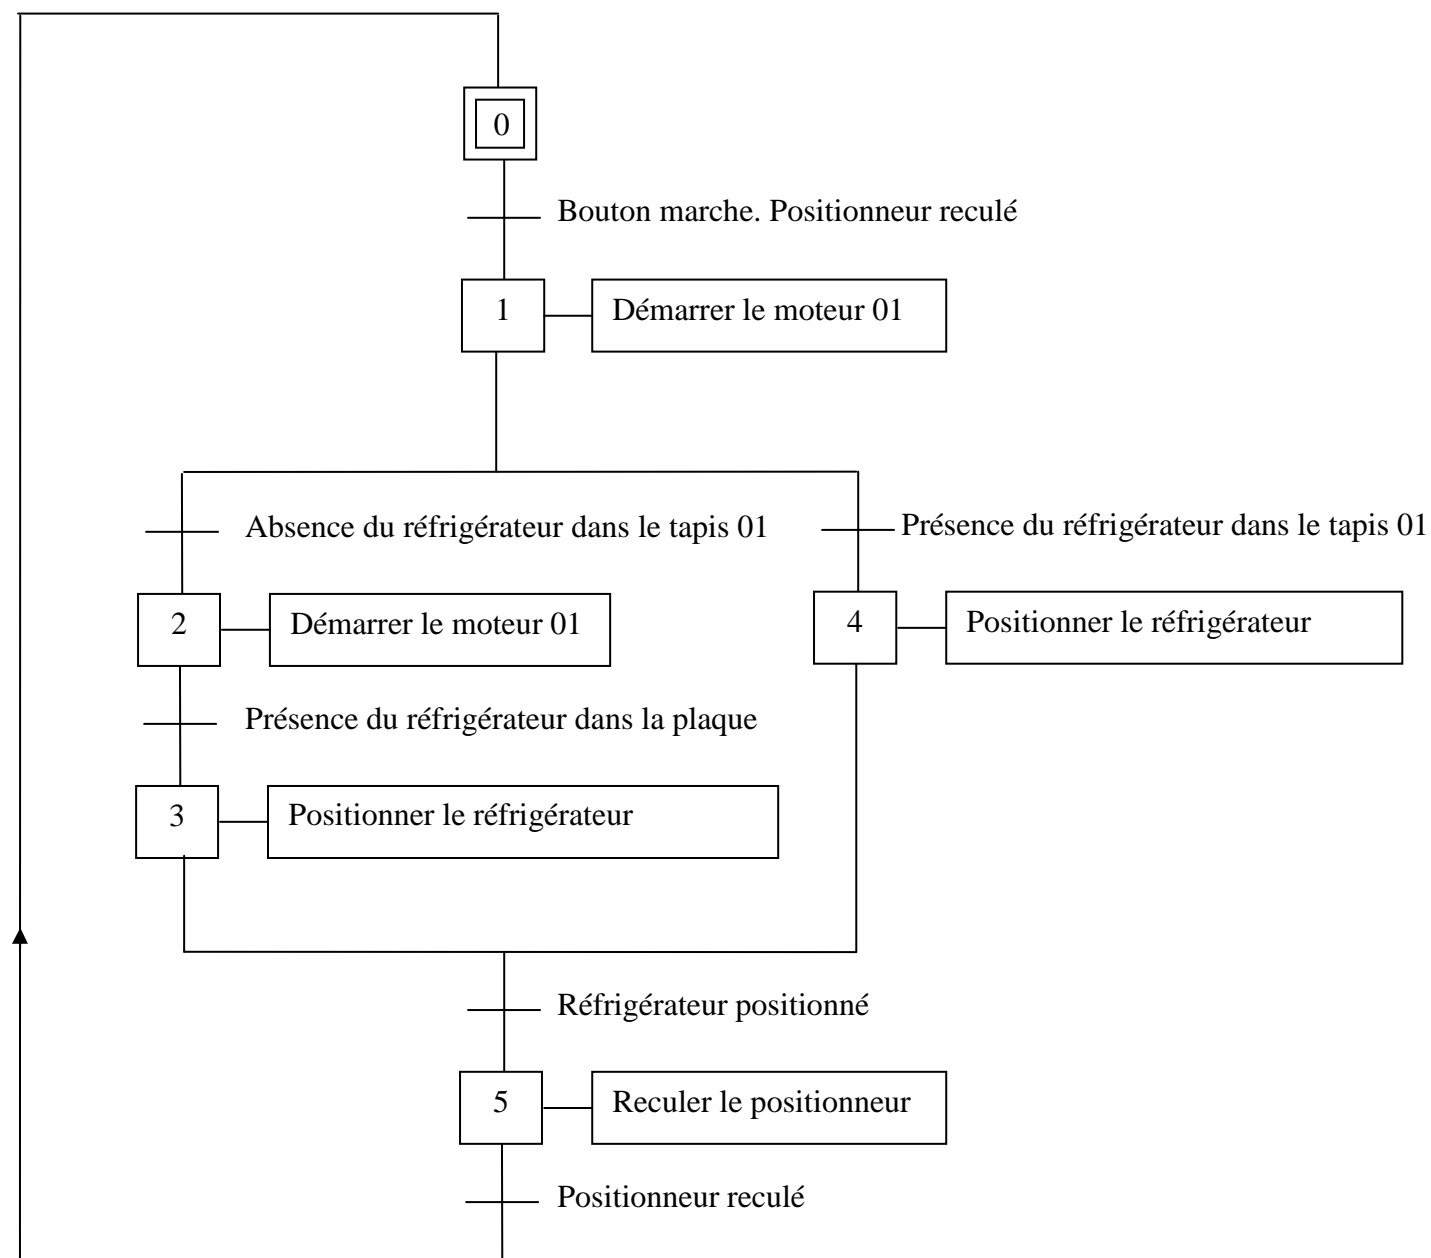 0
Bouton marche. Positionneur reculé
1
Démarrer le moteur 01
Absence du réfrigérateur dans le tapis 01
Présence du réfrigérateur dans le tapis 01
2
Démarrer le moteur 01
4
Positionner le réfrigérateur
Présence du réfrigérateur dans la plaque
3
Positionner le réfrigérateur
Réfrigérateur positionné
5
Reculer le positionneur
Positionneur reculé